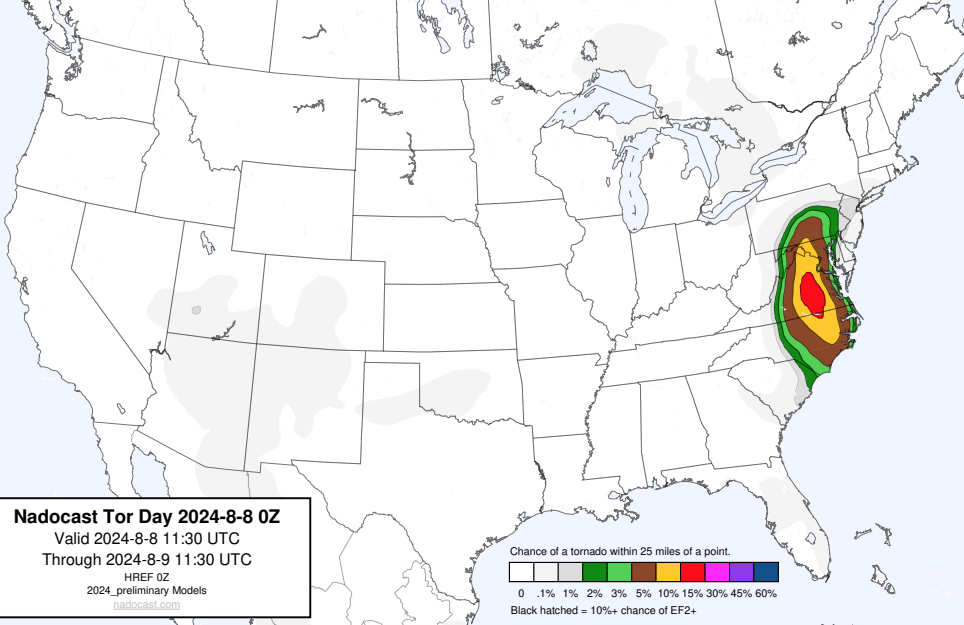 Nadocast Tor Day 2024-8-8 0Z
Valid 2024-8-8 11:30 UTC
Through 2024-8-9 11:30 UTC
HREF 0Z
2024_preliminary Models
nadocast.com
Chance of a tornado within 25 miles of a point.
0 .1% 1% 2% 3% 5% 10% 15% 30% 45% 60%
Black hatched = 10%+ chance of EF2+